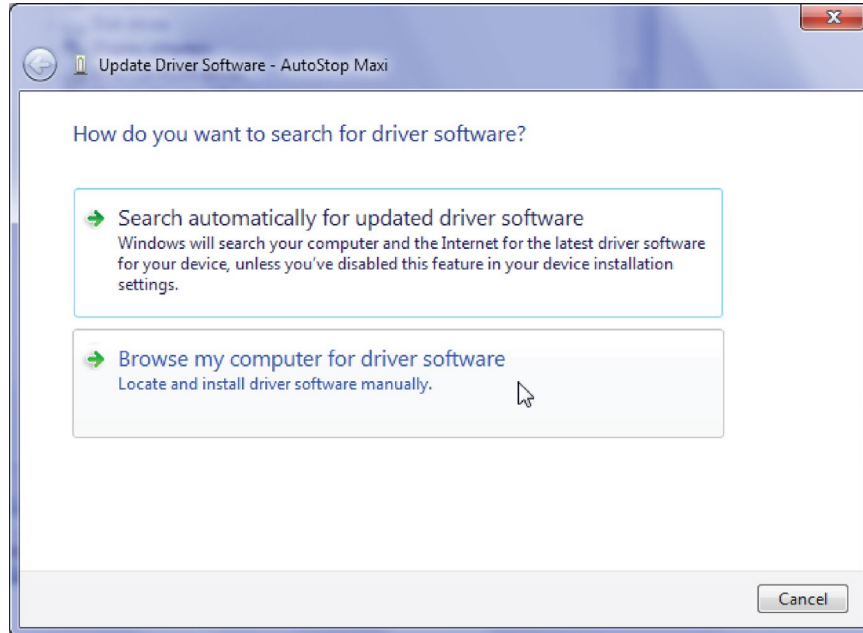 Update Driver Software - AutoStop Maxi
How do you want to search for driver software?
Search automatically for updated driver software
Windows will search your computer and the Internet for the latest driver software
for your device, unless you've disabled this feature in your device installation
settings.
Browse my computer for driver software
Locate and install driver software manually.
Cancel